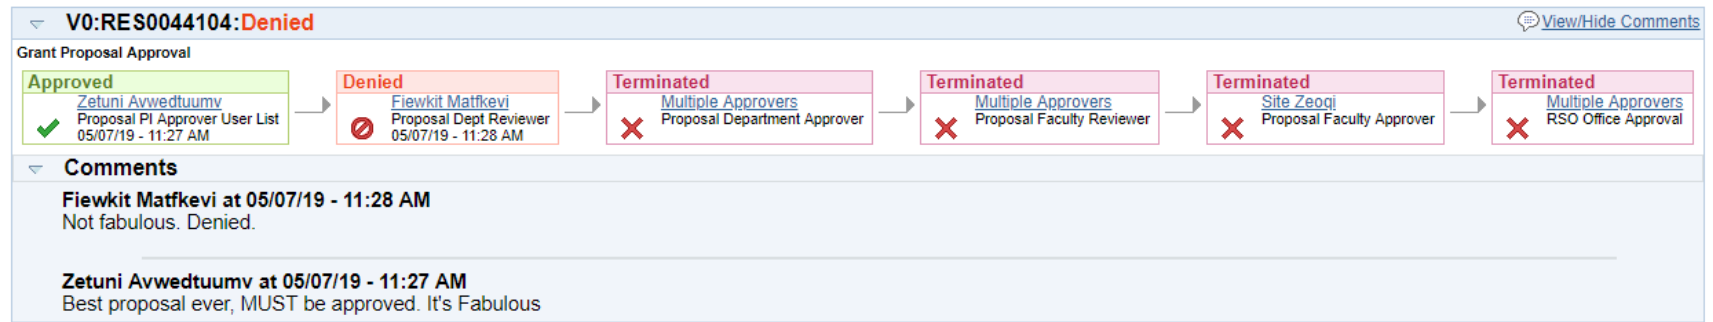 V0:RES0044104:Denied
View/Hide Comments
Grant Proposal Approval
Approved
Zetuni Avwedtuumv
Proposal PI Approver User List
05/07/19 - 11:27 AM
Denied
Fiewkit Matfkevi
Proposal Dept Reviewer
05/07/19 - 11:28 AM
Terminated
Multiple Approvers
Proposal Department Approver
Terminated
Multiple Approvers
Proposal Faculty Reviewer
Terminated
Site Zeoqi
Proposal Faculty Approver
Terminated
Multiple Approvers
RSO Office Approval
Comments
Fiewkit Matfkevi at 05/07/19 - 11:28 AM
Not fabulous. Denied.
Zetuni Avwedtuumv at 05/07/19 - 11:27 AM
Best proposal ever, MUST be approved. It's Fabulous